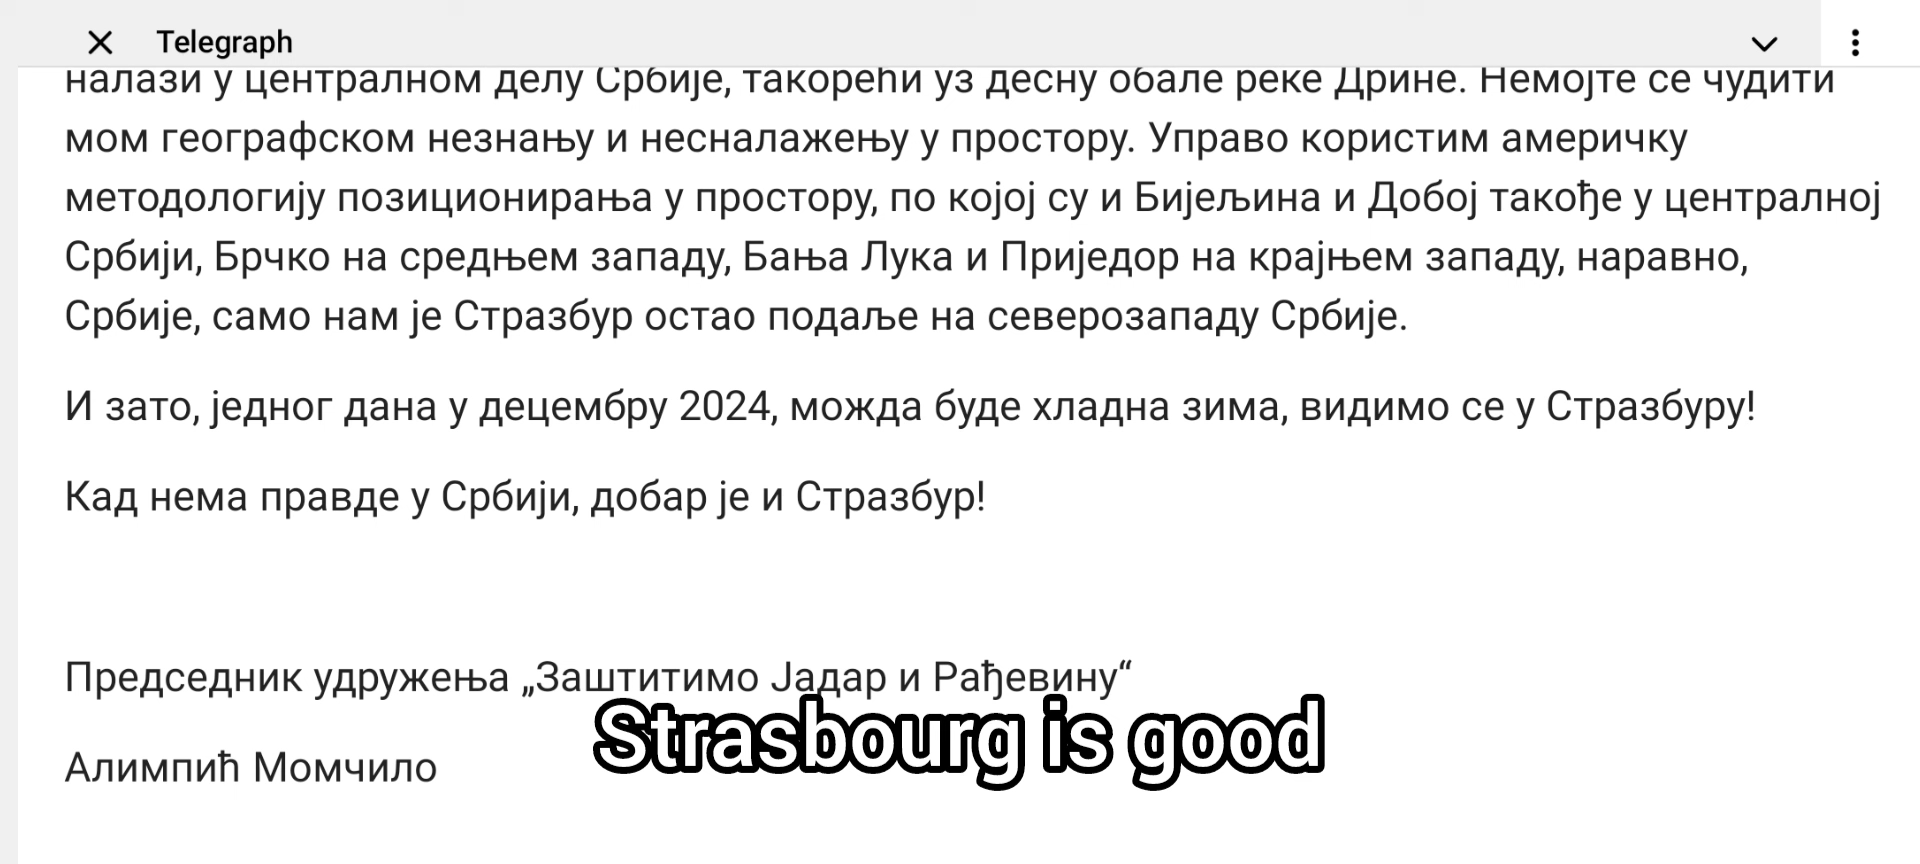 Telegraph
налази у централном делу Србије, такорећи уз десну обале реке Дрине. Немојте се чудити
мом географском незнању и несналажењу у простору. Управо користим америчку
методологију позиционирања у простору, по којој су и Бијељина и Добој такође у централној
Србији, Брчко на средњем западу, Бања Лука и Приједор на крајњем западу, наравно,
Србије, само нам је Стразбур остао подаље на северозападу Србије.
И зато, једног дана у децембру 2024, можда буде хладна зима, видимо се у Стразбуру!
Кад нема правде у Србији, добар је и Стразбур!
Председник удружења „Заштитимо Јадар и Рађевину“
Strasbourg is good
Алимпић Момчило